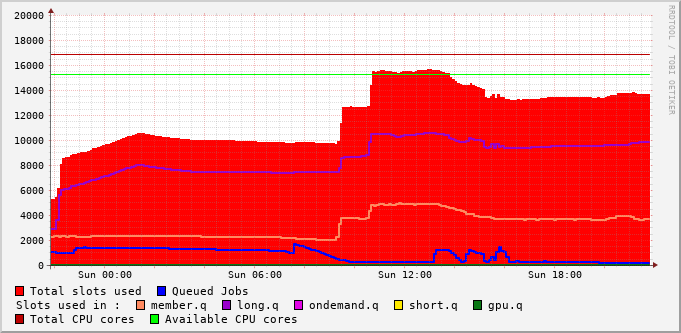 20000
18000
16000
14000
12000
10000
8000
6000
4000
2000
0
Sun 00:00 Sun 06:00 Sun 12:00 Sun 18:00
RRDTOOL / TOBI OETIKER
Total slots used Queued Jobs
Slots used in : member.q long.q ondemand.q short.q gpu.q
Total CPU cores Available CPU cores